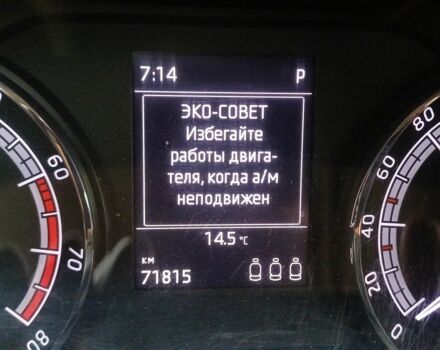 7:14 P
ЭКО-СОВЕТ
Избегайте
работы двига-
теля, когда а/м
неподвижен
14.5 °C
КМ
71815
60
70
80
60
40
20
0